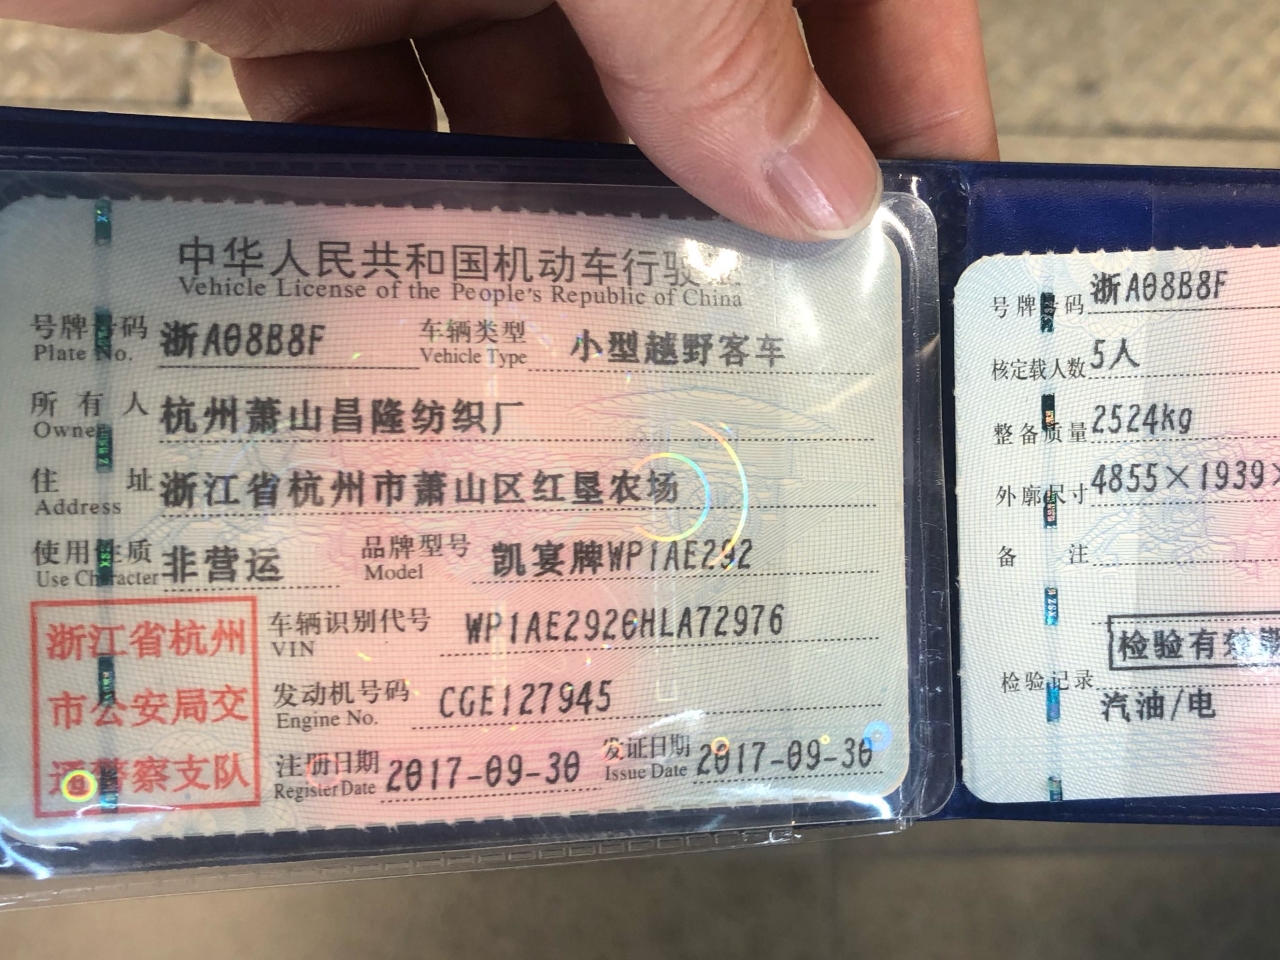 中华人民共和国机动车行驶
Vehicle License of the People's Republic of China
号牌号码 浙A08B8F 车辆类型 小型越野客车
Plate No. Vehicle Type
所有人 杭州萧山昌隆纺织厂
Owner
住址 浙江省杭州市萧山区红垦农场
Address
使用性质 非营运 品牌型号 凯宴牌WP1AE292
Use Character Model
浙江省杭州
市公安局交
通警察支队
车辆识别代号 WP1AE2926HLA72976
VIN
发动机号码 CGE127945
Engine No.
注册日期 2017-09-30 发证日期 2017-09-30
Register Date Issue Date
号牌号码 浙A08B8F
核定载人数 5人
整备质量 2524kg
外廓尺寸 4855×1939×
备注
检验有效期
检验记录
汽油/电